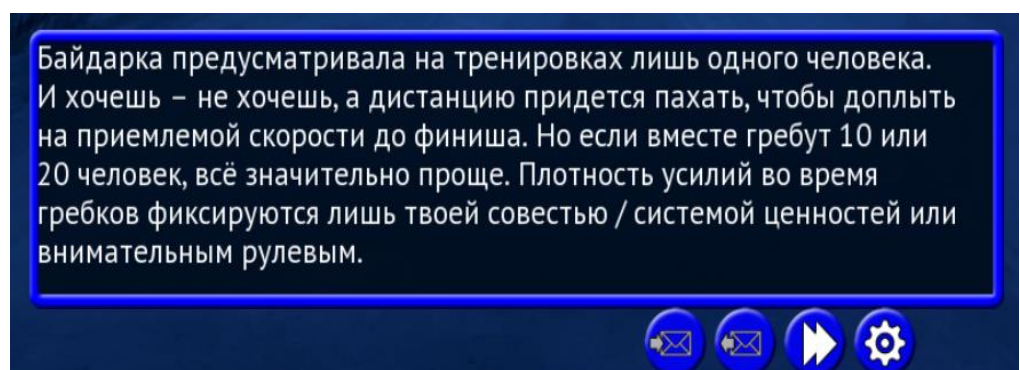 Байдарка предусматривала на тренировках лишь одного человека.
И хочешь – не хочешь, а дистанцию придется пахать, чтобы доплыть
на приемлемой скорости до финиша. Но если вместе гребут 10 или
20 человек, всё значительно проще. Плотность усилий во время
гребков фиксируются лишь твоей совестью / системой ценностей или
внимательным рулевым.